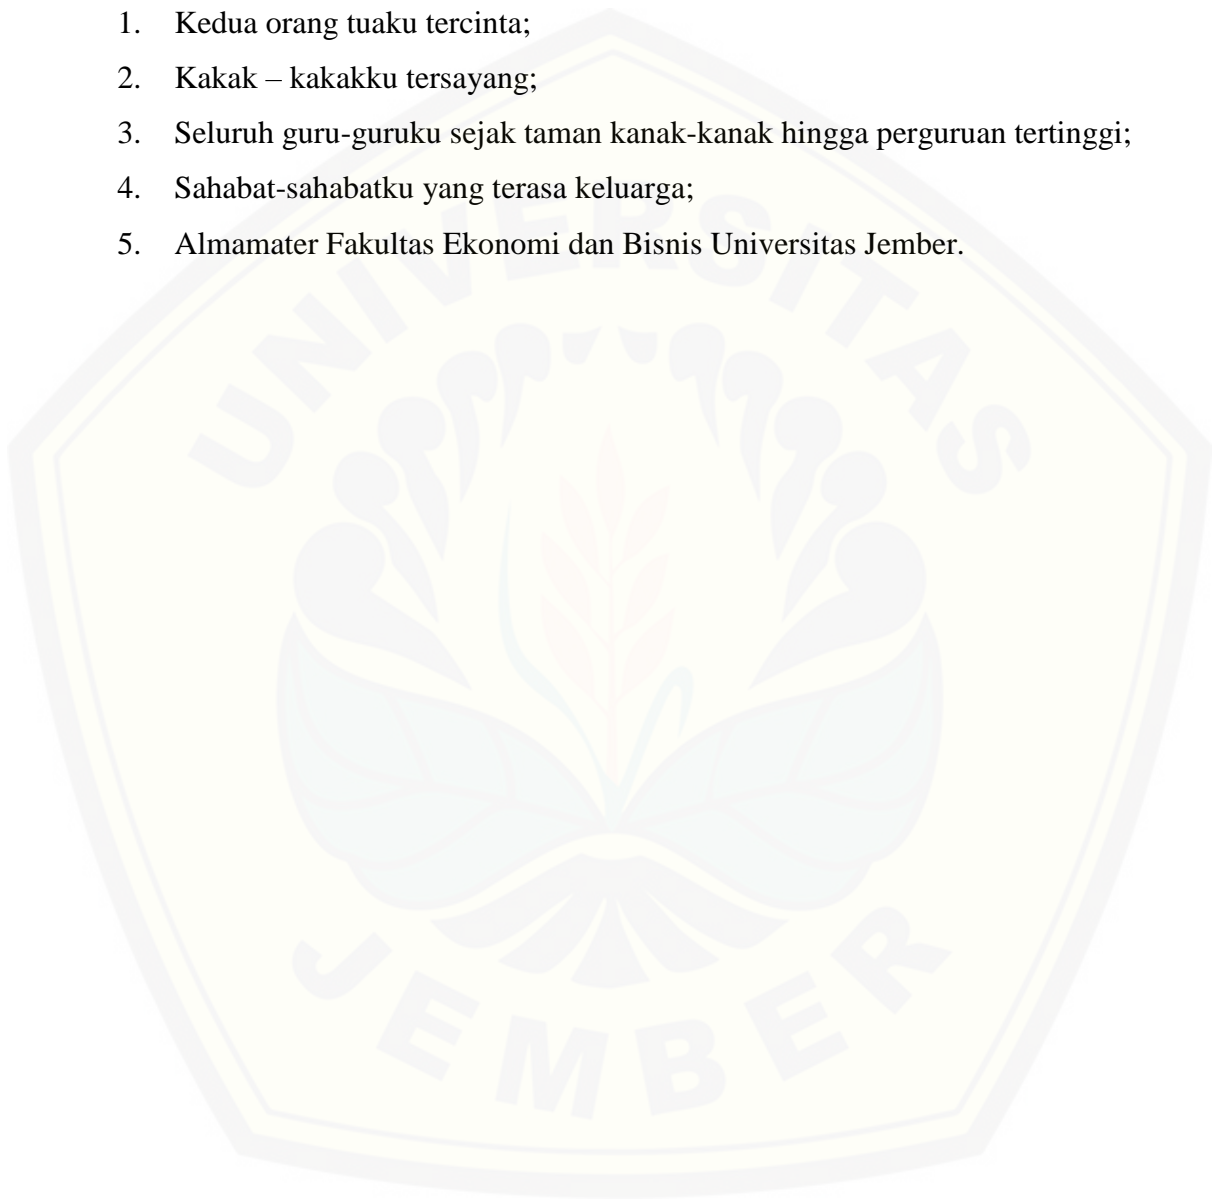 1. Kedua orang tuaku tercinta;
2. Kakak – kakakku tersayang;
3. Seluruh guru-guruku sejak taman kanak-kanak hingga perguruan tertinggi;
4. Sahabat-sahabatku yang terasa keluarga;
5. Almamater Fakultas Ekonomi dan Bisnis Universitas Jember.
UNIVERSITAS
JEMBER